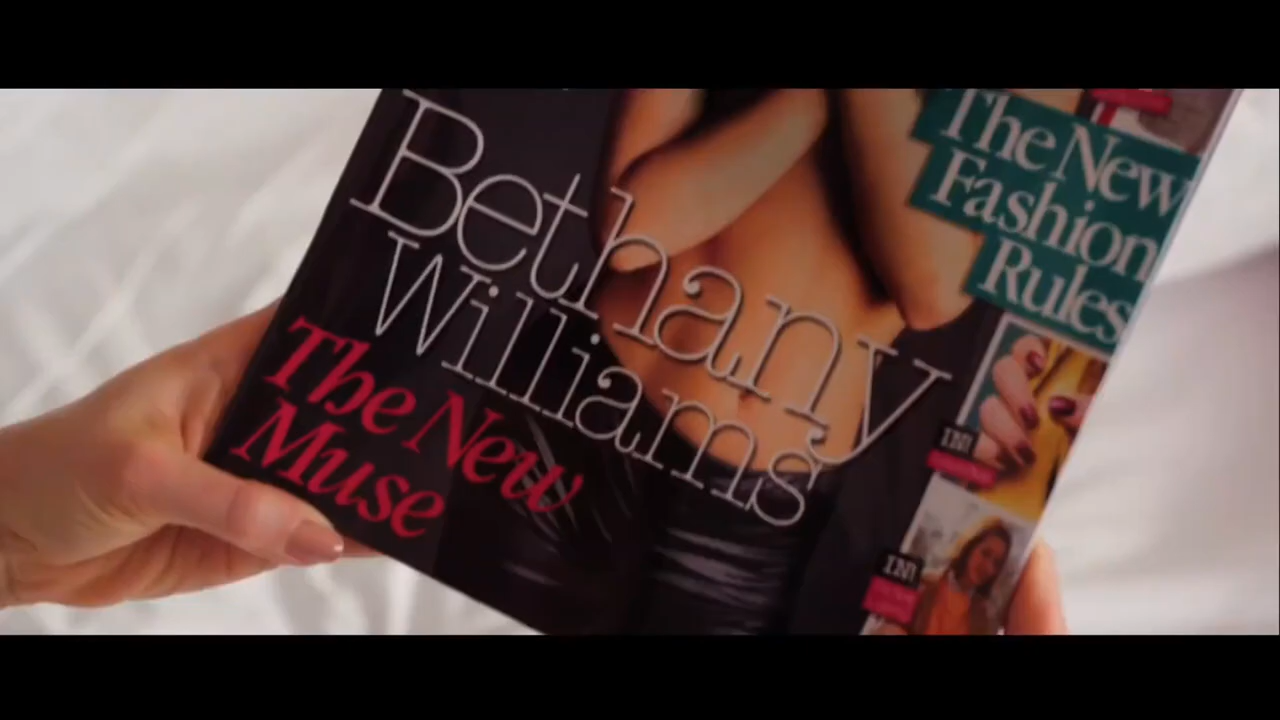 Bethany
Williams
The New
Muse
The New
Fashion
Rules
IN!
IN!